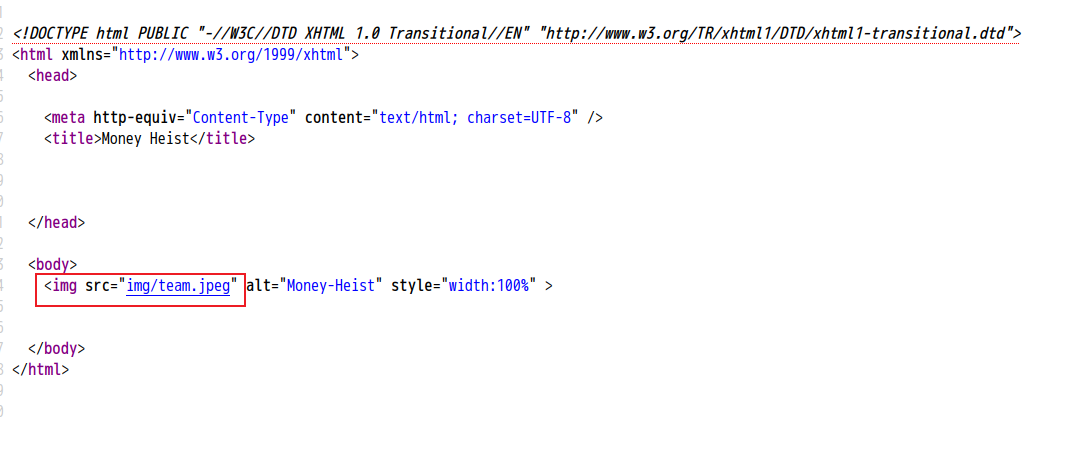 <!DOCTYPE html PUBLIC "-//W3C//DTD XHTML 1.0 Transitional//EN" "http://www.w3.org/TR/xhtml1/DTD/xhtml1-transitional.dtd">
<html xmlns="http://www.w3.org/1999/xhtml">
<head>
<meta http-equiv="Content-Type" content="text/html; charset=UTF-8" />
<title>Money Heist</title>
</head>
<body>
<img src="img/team.jpeg" alt="Money-Heist" style="width:100%" >
</body>
</html>